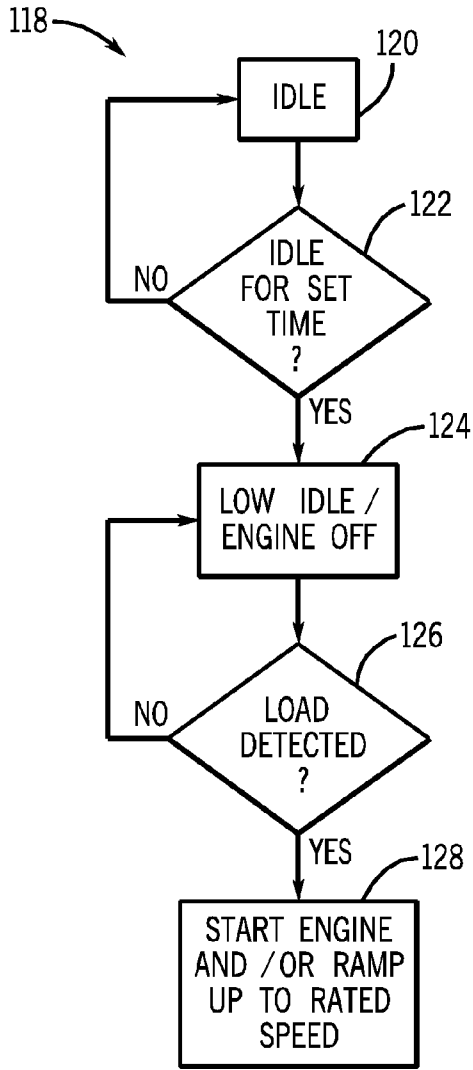 118
120
IDLE
122
IDLE
FOR SET
TIME
?
NO
YES
124
LOW IDLE /
ENGINE OFF
126
LOAD
DETECTED
?
NO
YES
128
START ENGINE
AND / OR RAMP
UP TO RATED
SPEED